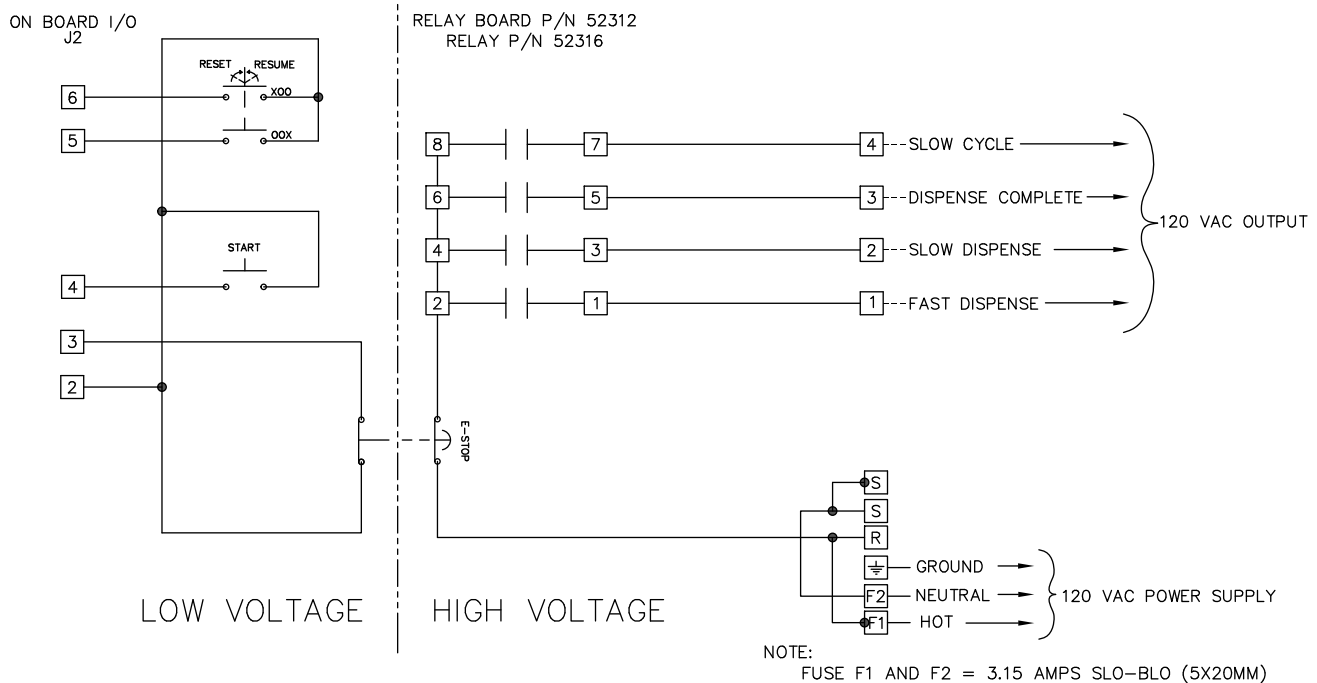 ON BOARD I/O
J2
RELAY BOARD P/N 52312
RELAY P/N 52316
RESET RESUME
6 XOO
5 OOX
8 7 4 SLOW CYCLE
6 5 3 DISPENSE COMPLETE
120 VAC OUTPUT
START
4 3 2 SLOW DISPENSE
4
2 1 1 FAST DISPENSE
3
2
E-STOP
S
S
R
GROUND
F2 NEUTRAL
120 VAC POWER SUPPLY
F1 HOT
LOW VOLTAGE
HIGH VOLTAGE
NOTE:
FUSE F1 AND F2 = 3.15 AMPS SLO-BLO (5X20MM)